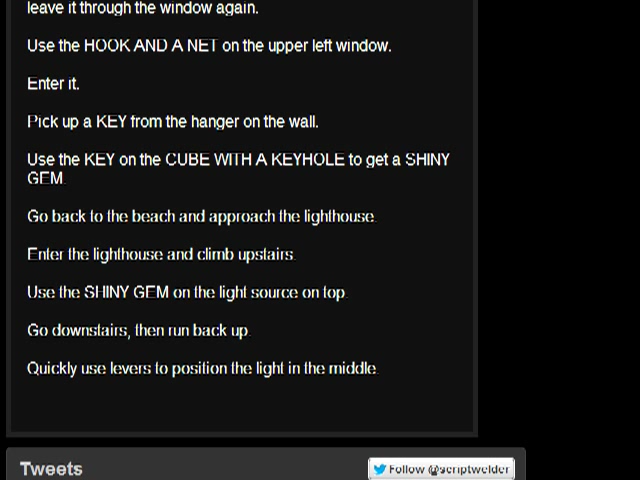 leave it through the window again.
Use the HOOK AND A NET on the upper left window.
Enter it.
Pick up a KEY from the hanger on the wall.
Use the KEY on the CUBE WITH A KEYHOLE to get a SHINY
GEM.
Go back to the beach and approach the lighthouse.
Enter the lighthouse and climb upstairs.
Use the SHINY GEM on the light source on top.
Go downstairs, then run back up.
Quickly use levers to position the light in the middle.
Tweets
Follow @scriptwelder